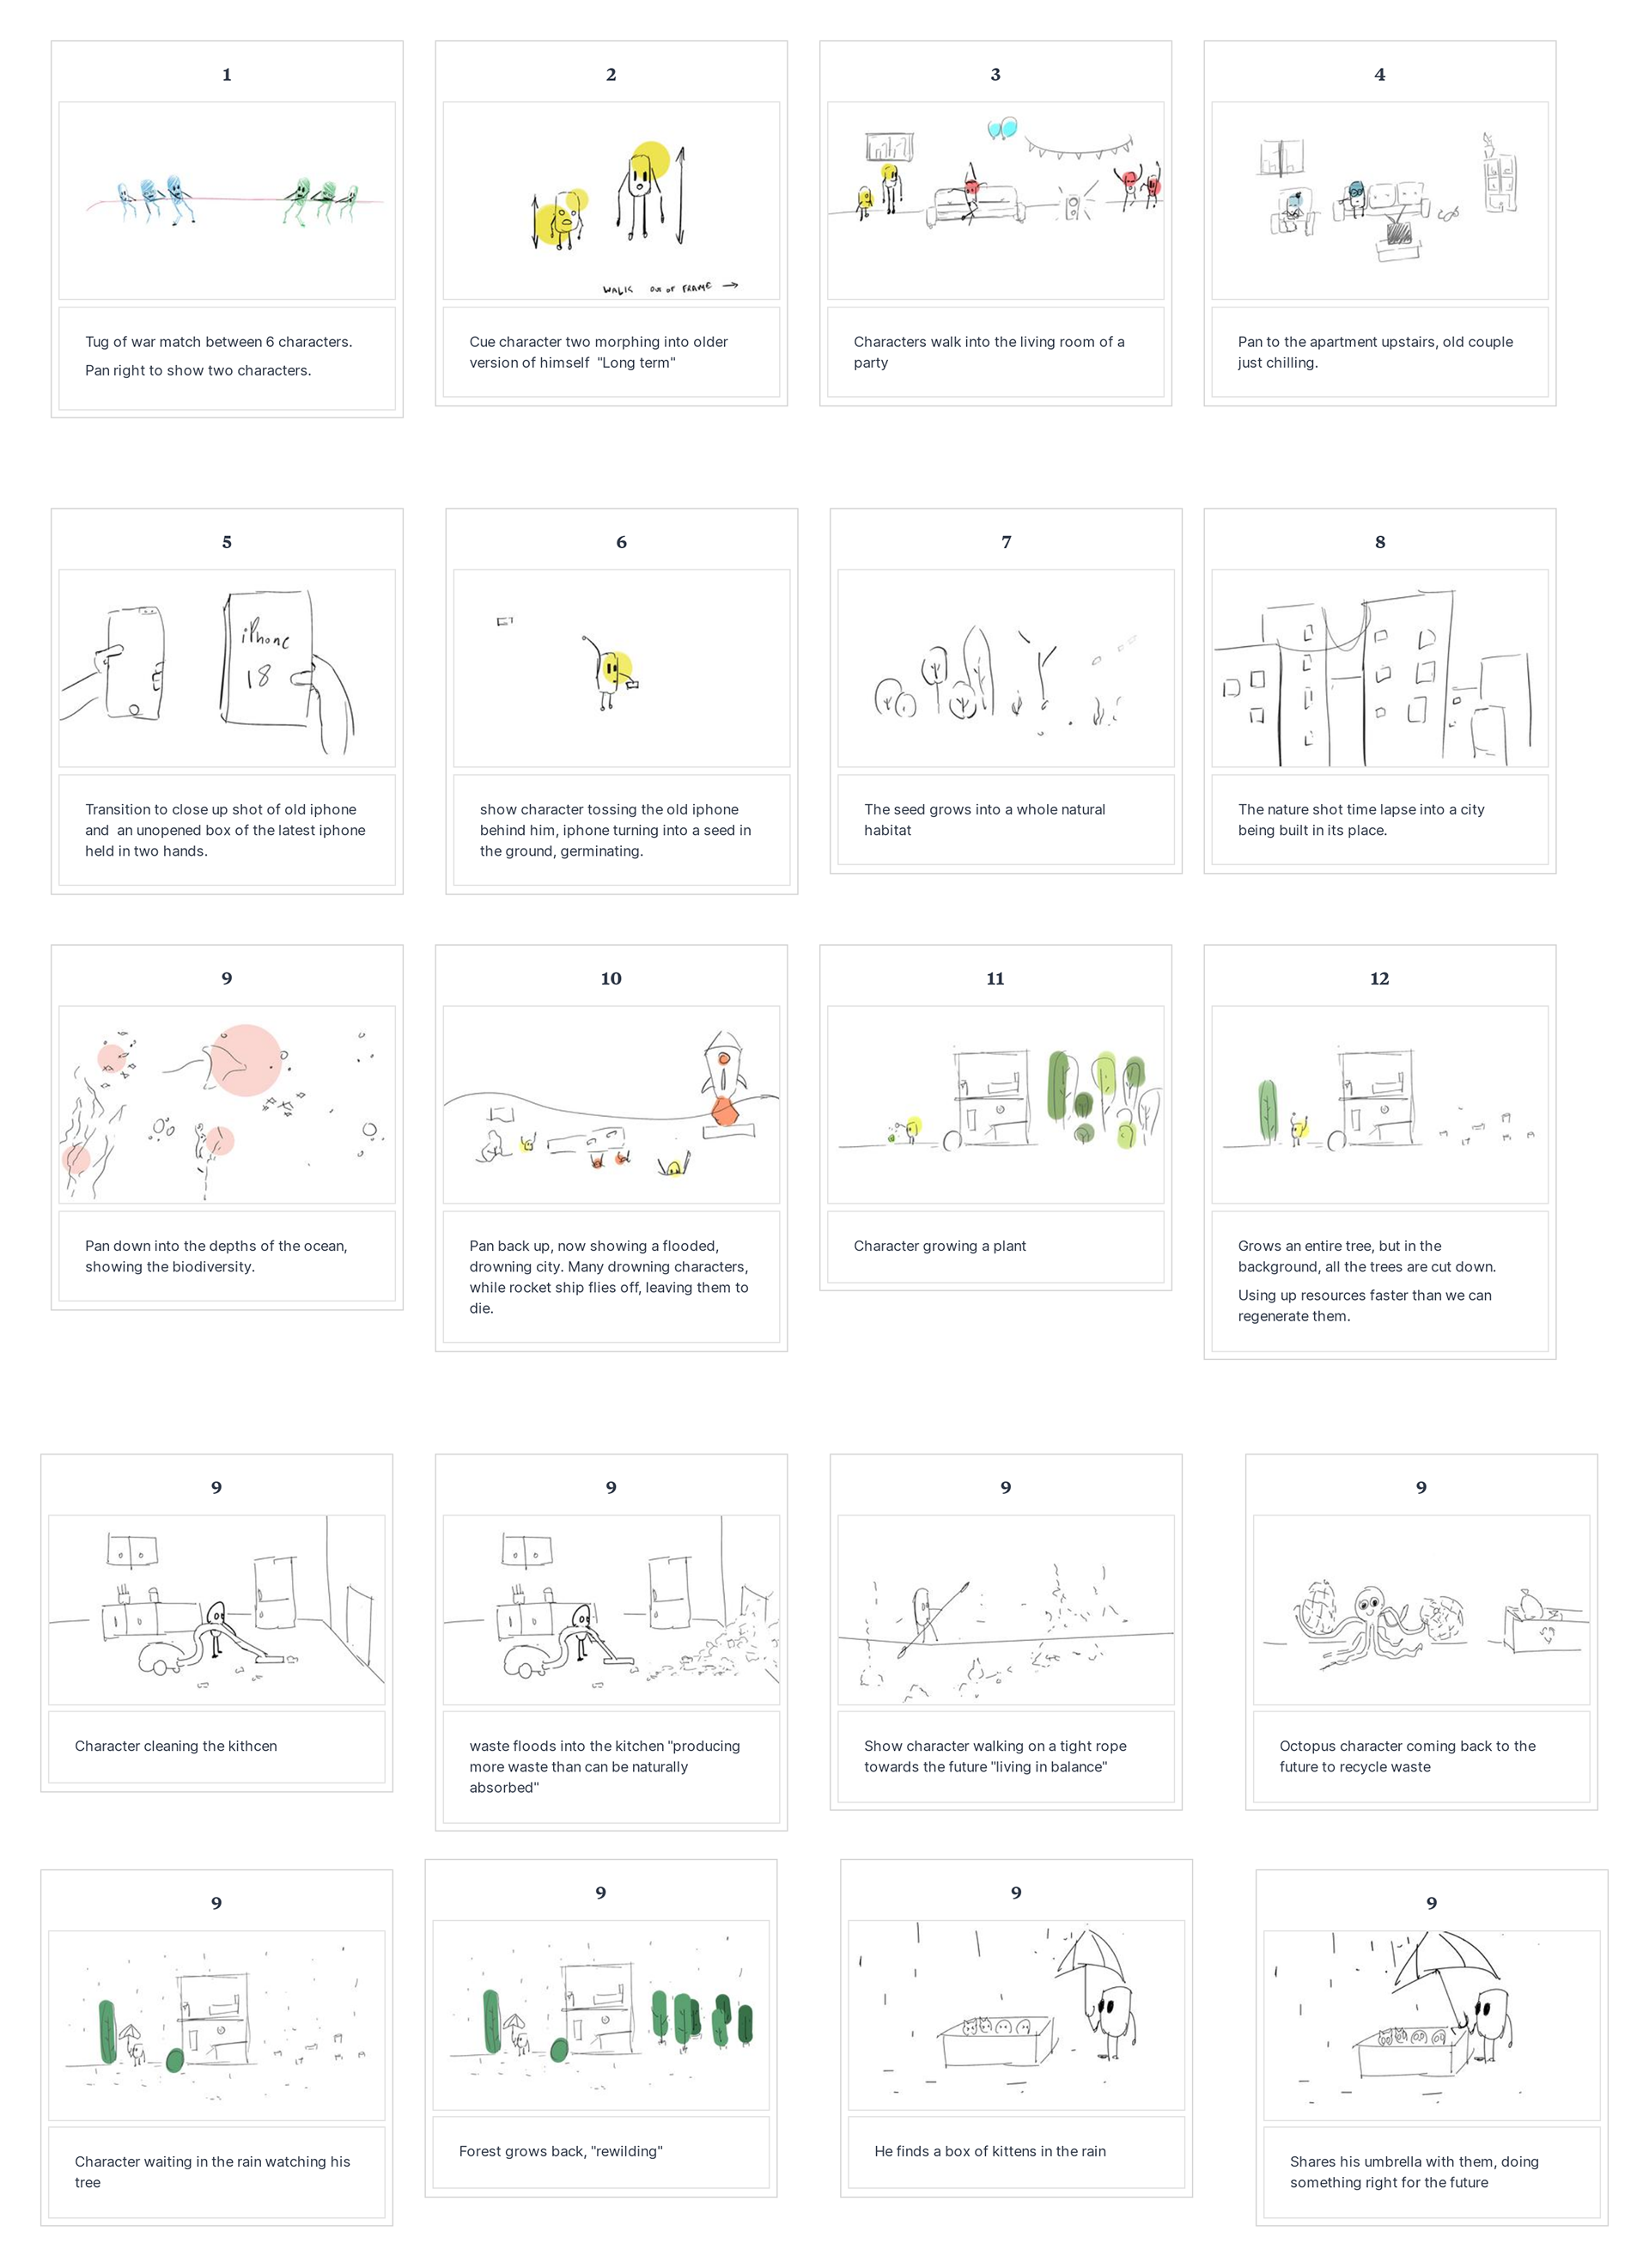 1
2
3
4
WALK OUT OF FRAME →
Tug of war match between 6 characters.
Pan right to show two characters.
Cue character two morphing into older
version of himself "Long term"
Characters walk into the living room of a
party
Pan to the apartment upstairs, old couple
just chilling.
5
6
7
8
iPhone
18
Transition to close up shot of old iphone
and an unopened box of the latest iphone
held in two hands.
show character tossing the old iphone
behind him, iphone turning into a seed in
the ground, germinating.
The seed grows into a whole natural
habitat
The nature shot time lapse into a city
being built in its place.
9
10
11
12
Pan down into the depths of the ocean,
showing the biodiversity.
Pan back up, now showing a flooded,
drowning city. Many drowning characters,
while rocket ship flies off, leaving them to
die.
Character growing a plant
Grows an entire tree, but in the
background, all the trees are cut down.
Using up resources faster than we can
regenerate them.
9
9
9
9
Character cleaning the kithcen
waste floods into the kitchen "producing
more waste than can be naturally
absorbed"
Show character walking on a tight rope
towards the future "living in balance"
Octopus character coming back to the
future to recycle waste
9
9
9
9
Character waiting in the rain watching his
tree
Forest grows back, "rewilding"
He finds a box of kittens in the rain
Shares his umbrella with them, doing
something right for the future